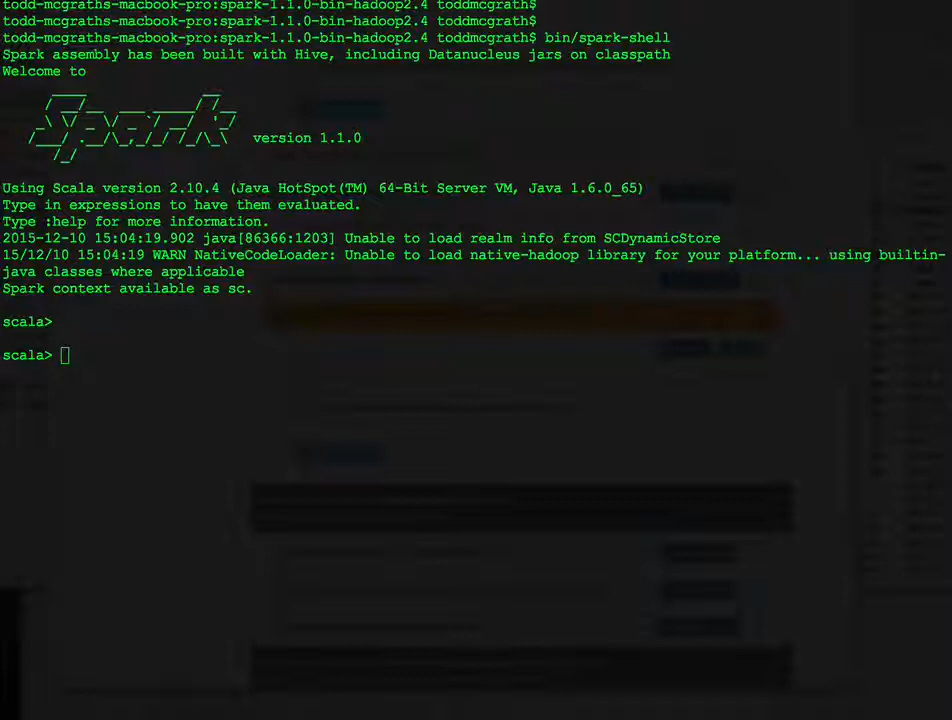 todd-mcgraths-macbook-pro:spark-1.1.0-bin-hadoop2.4 toddmcgrath$
todd-mcgraths-macbook-pro:spark-1.1.0-bin-hadoop2.4 toddmcgrath$
todd-mcgraths-macbook-pro:spark-1.1.0-bin-hadoop2.4 toddmcgrath$ bin/spark-shell
Spark assembly has been built with Hive, including Datanucleus jars on classpath
Welcome to
Spark version 1.1.0
Using Scala version 2.10.4 (Java HotSpot(TM) 64-Bit Server VM, Java 1.6.0_65)
Type in expressions to have them evaluated.
Type :help for more information.
2015-12-10 15:04:19.902 java[86366:1203] Unable to load realm info from SCDynamicStore
15/12/10 15:04:19 WARN NativeCodeLoader: Unable to load native-hadoop library for your platform... using builtin-
java classes where applicable
Spark context available as sc.
scala>
scala>